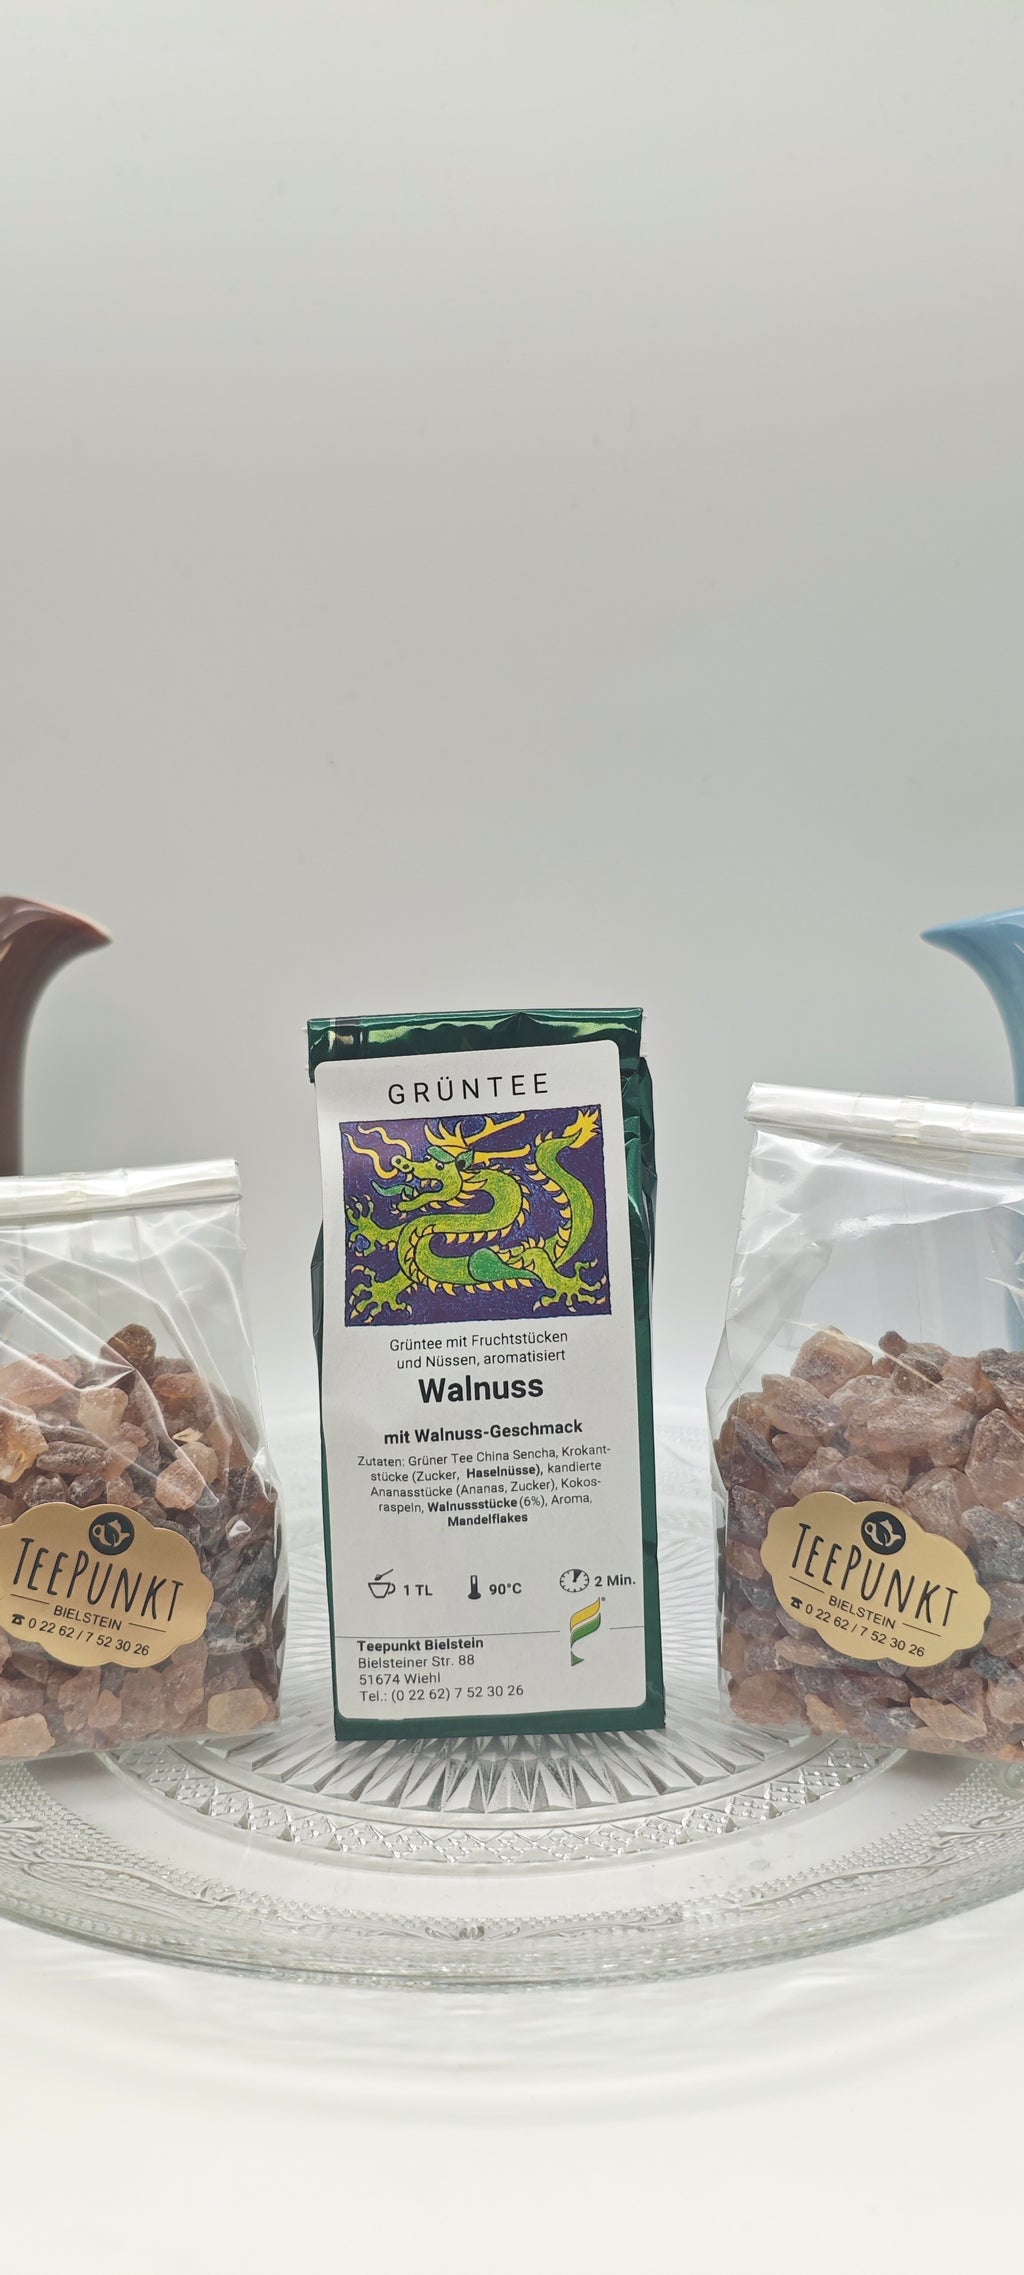 GRÜNTEE
Grüntee mit Fruchtstücken
und Nüssen, aromatisiert
Walnuss
mit Walnuss-Geschmack
Zutaten: Grüner Tee China Sencha, Krokant-
stücke (Zucker, Haselnüsse), kandierte
Ananasstücke (Ananas, Zucker), Kokos-
raspeln, Walnussstücke (6%), Aroma,
Mandelflakes
1 TL 90°C 2 Min.
Teepunkt Bielstein
Bielsteiner Str. 88
51674 Wiehl
Tel.: (0 22 62) 7 52 30 26
TEEPUNKT
BIELSTEIN
☎ 0 22 62 / 7 52 30 26
TEEPUNKT
BIELSTEIN
☎ 0 22 62 / 7 52 30 26